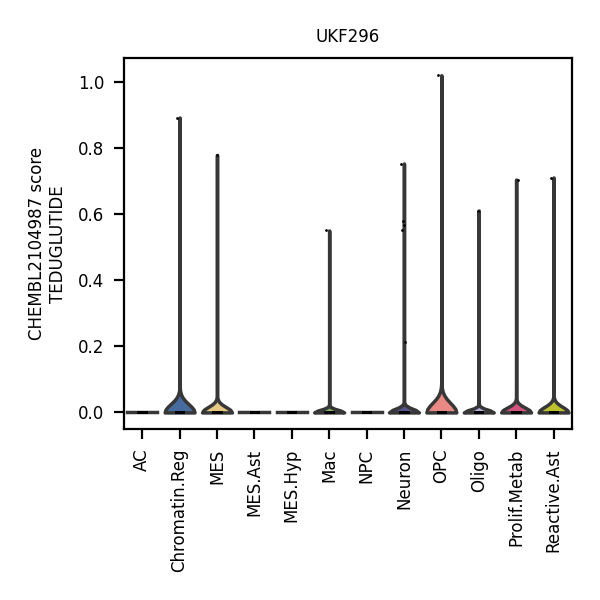 UKF296
CHEMBL2104987 score
TEDUGLUTIDE
1.0
0.8
0.6
0.4
0.2
0.0
AC
Chromatin.Reg
MES
MES.Ast
MES.Hyp
Mac
NPC
Neuron
OPC
Oligo
Prolif.Metab
Reactive.Ast